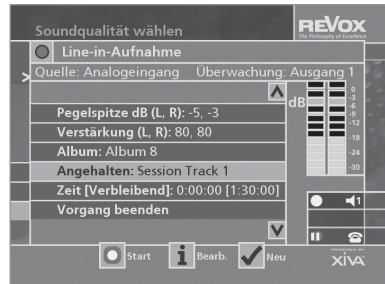 Soundqualität wählen
REVOX
The Philosophy of Excellence
Line-in-Aufnahme
Quelle: Analogeingang Überwachung: Ausgang 1
dB
0
-3
-6
-9
-12
-18
-24
-30
Pegelspitze dB (L, R): -5, -3
Verstärkung (L, R): 80, 80
Album: Album 8
Angehalten: Session Track 1
Zeit [Verbleibend]: 0:00:00 [1:30:00]
Vorgang beenden
1
Start
Bearb.
Neu
POWERED BY
XiVA